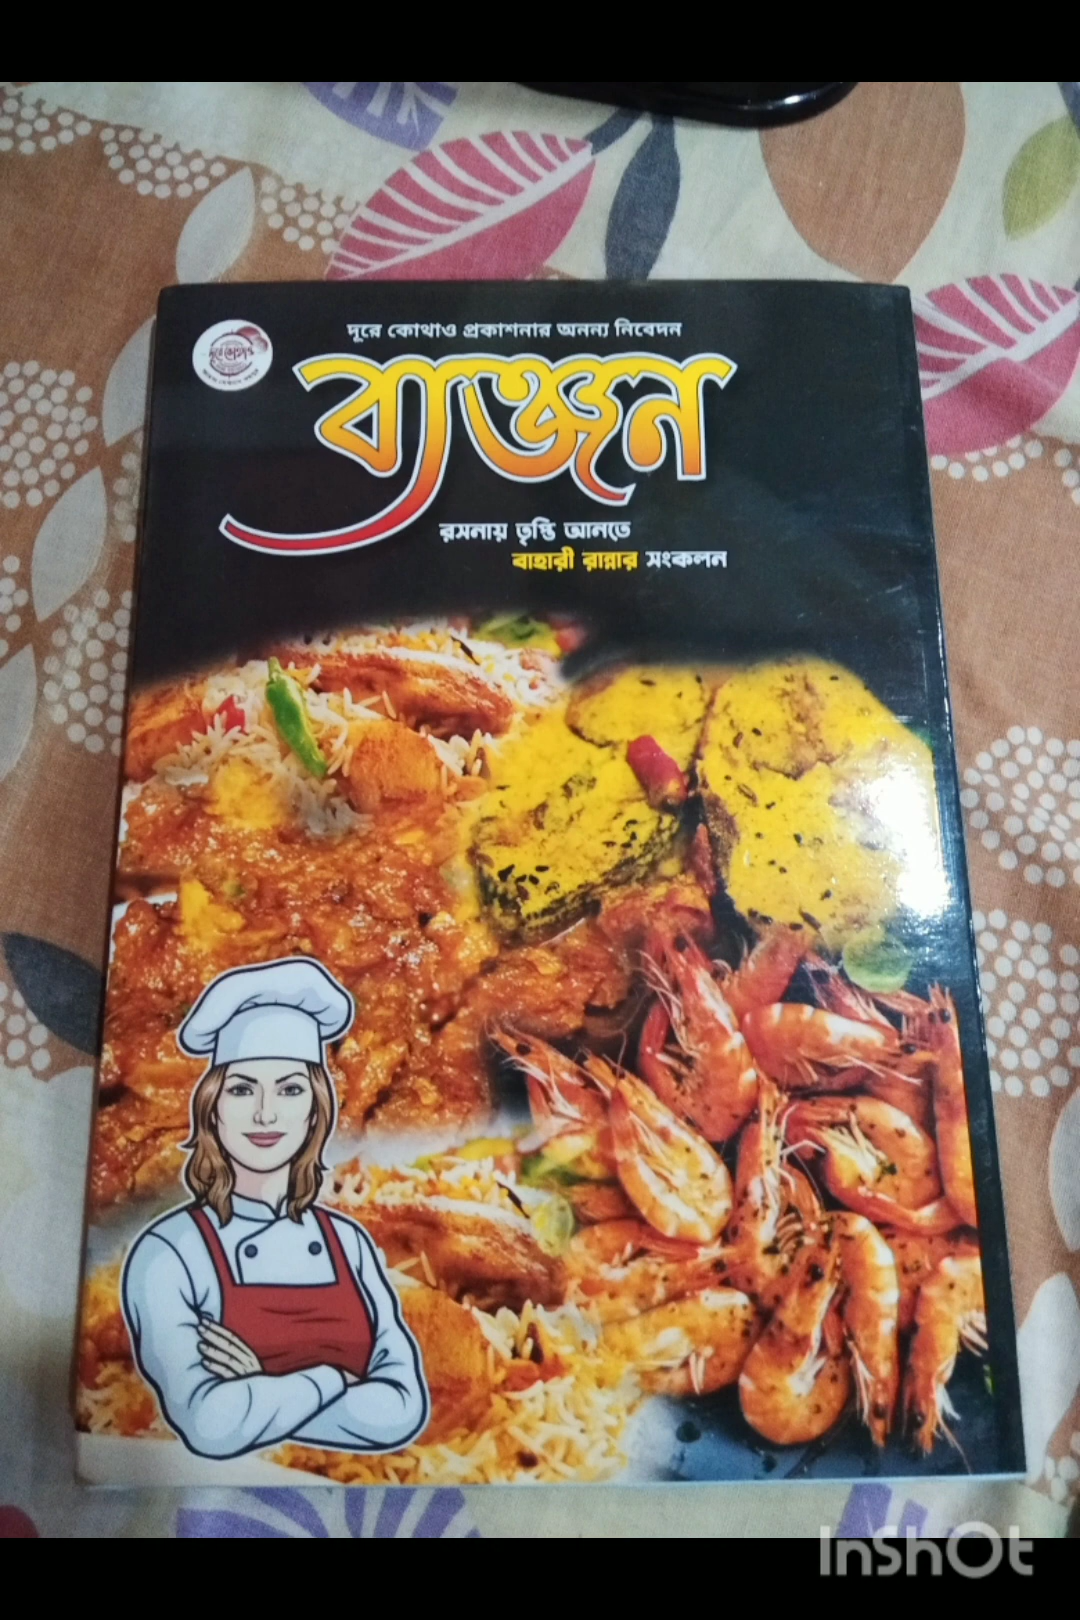 দূরে কোথাও প্রকাশনার অনন্য নিবেদন
দূরে কোথাও
ব্যঞ্জন
রসনায় তৃপ্তি আনতে
বাহারী রান্নার সংকলন
InShOt